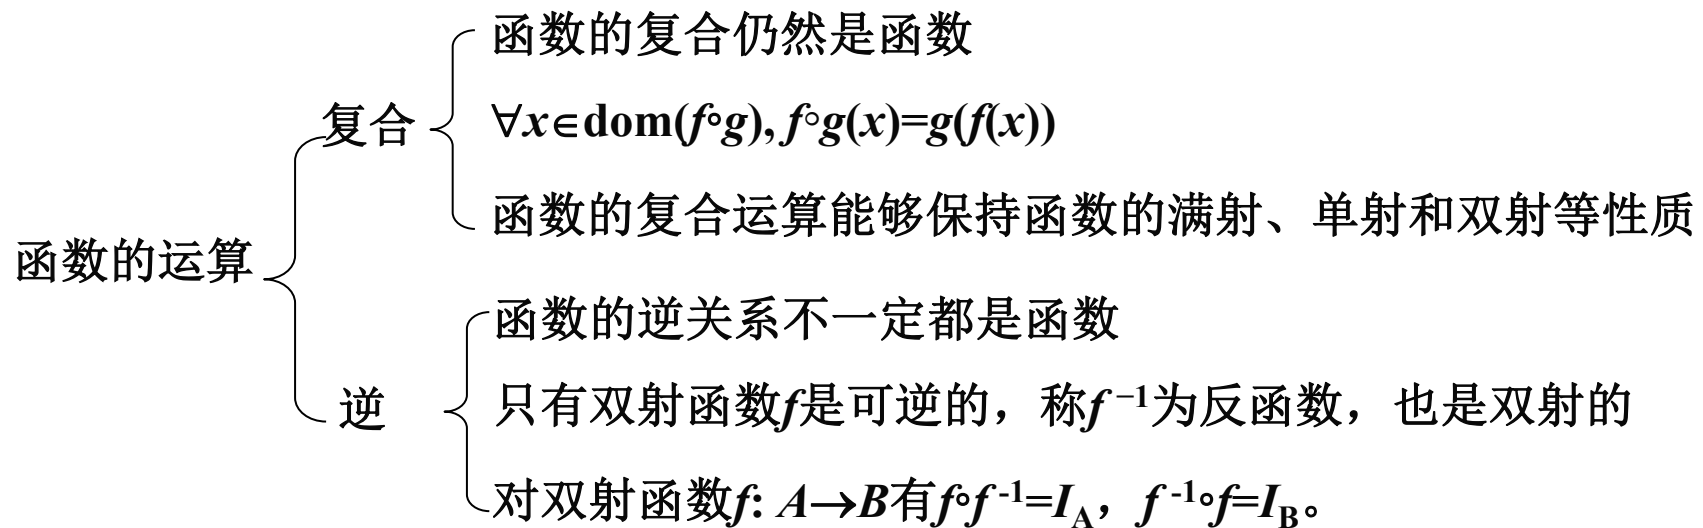 函数的运算
复合
函数的复合仍然是函数
∀x∈dom(f∘g), f∘g(x)=g(f(x))
函数的复合运算能够保持函数的满射、单射和双射等性质
逆
函数的逆关系不一定都是函数
只有双射函数f是可逆的，称f⁻¹为反函数，也是双射的
对双射函数f: A→B有f∘f⁻¹=I_A，f⁻¹∘f=I_B。